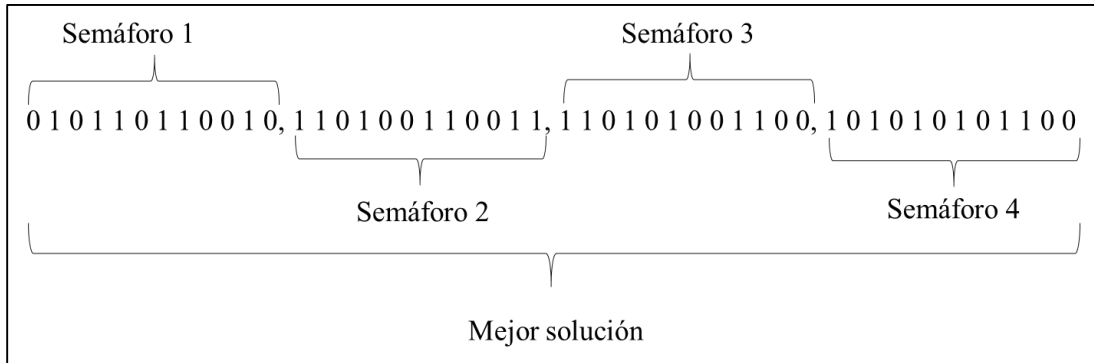 Semáforo 1 Semáforo 3
0 1 0 1 1 0 1 1 0 0 1 0, 1 1 0 1 0 0 1 1 0 0 1 1, 1 1 0 1 0 1 0 0 1 1 0 0, 1 0 1 0 1 0 1 0 1 1 0 0
Semáforo 2 Semáforo 4
Mejor solución